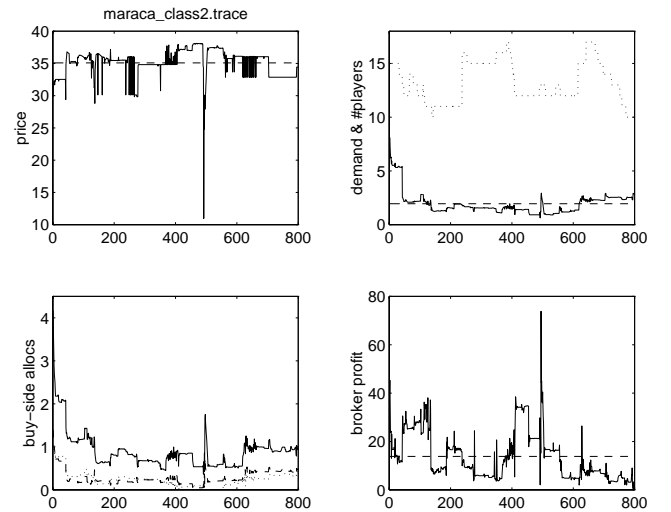 maraca_class2.trace
40
35
30
25
20
15
10
price
0 200 400 600 800
15
10
5
0
demand & #players
0 200 400 600 800
4
3
2
1
0
buy−side allocs
0 200 400 600 800
80
60
40
20
0
broker profit
0 200 400 600 800